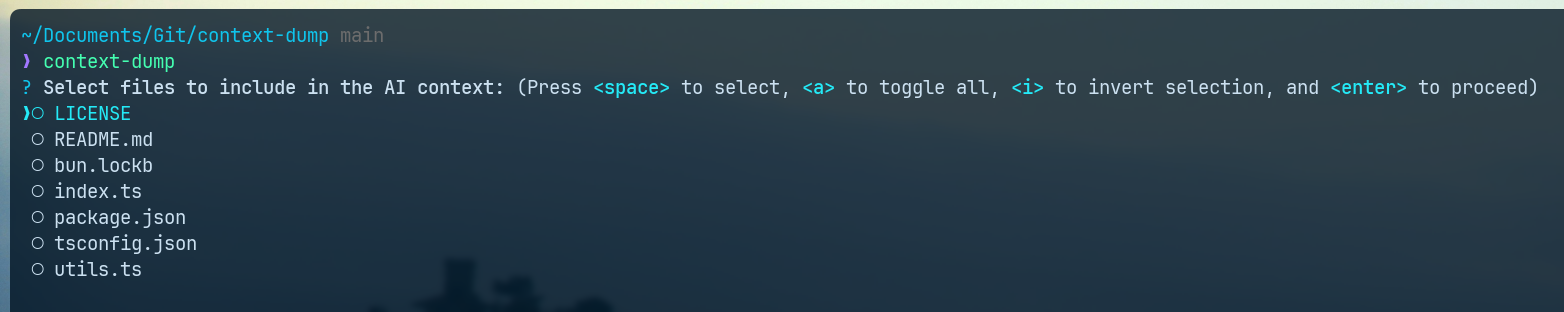 ~/Documents/Git/context-dump main
❯ context-dump
? Select files to include in the AI context: (Press <space> to select, <a> to toggle all, <i> to invert selection, and <enter> to proceed)
❯◯ LICENSE
◯ README.md
◯ bun.lockb
◯ index.ts
◯ package.json
◯ tsconfig.json
◯ utils.ts